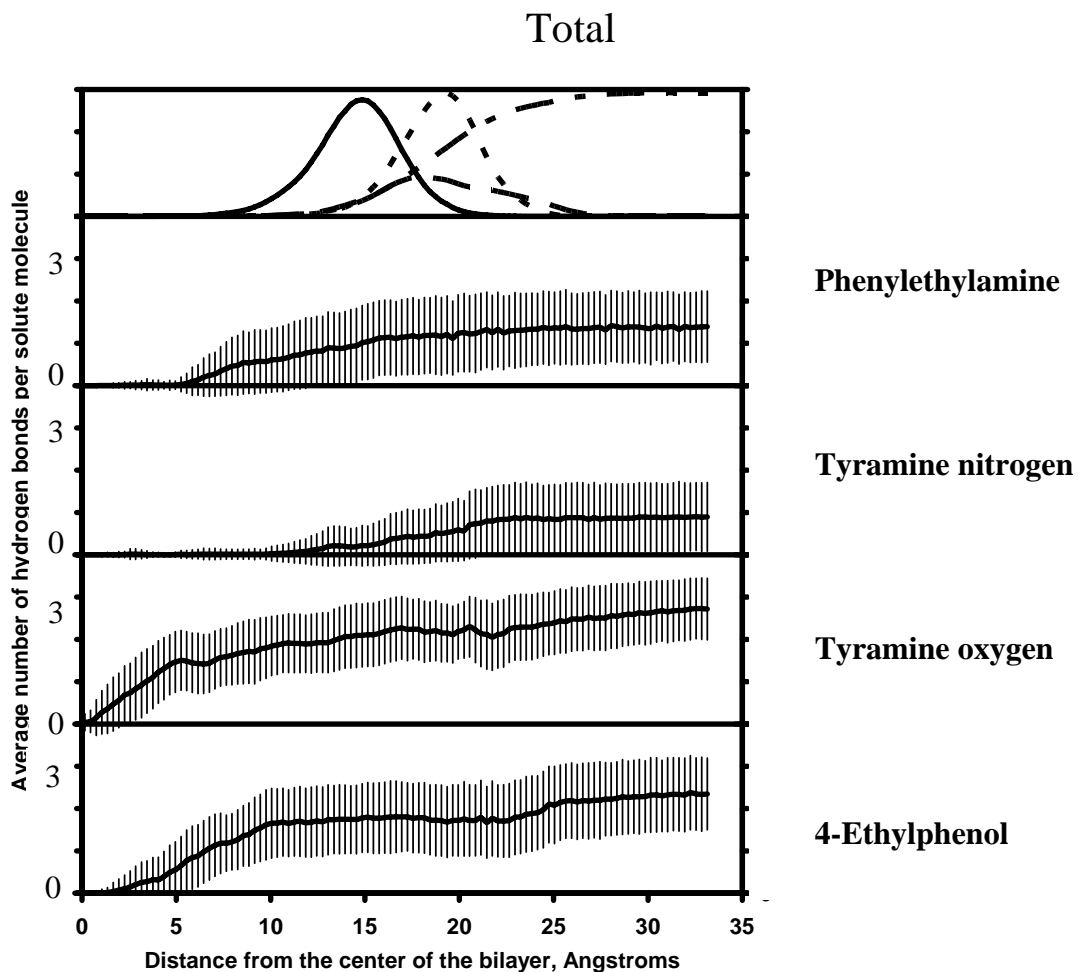 Total
Average number of hydrogen bonds per solute molecule
3
0
Phenylethylamine
3
0
Tyramine nitrogen
3
0
Tyramine oxygen
3
0
4-Ethylphenol
0 5 10 15 20 25 30 35
Distance from the center of the bilayer, Angstroms